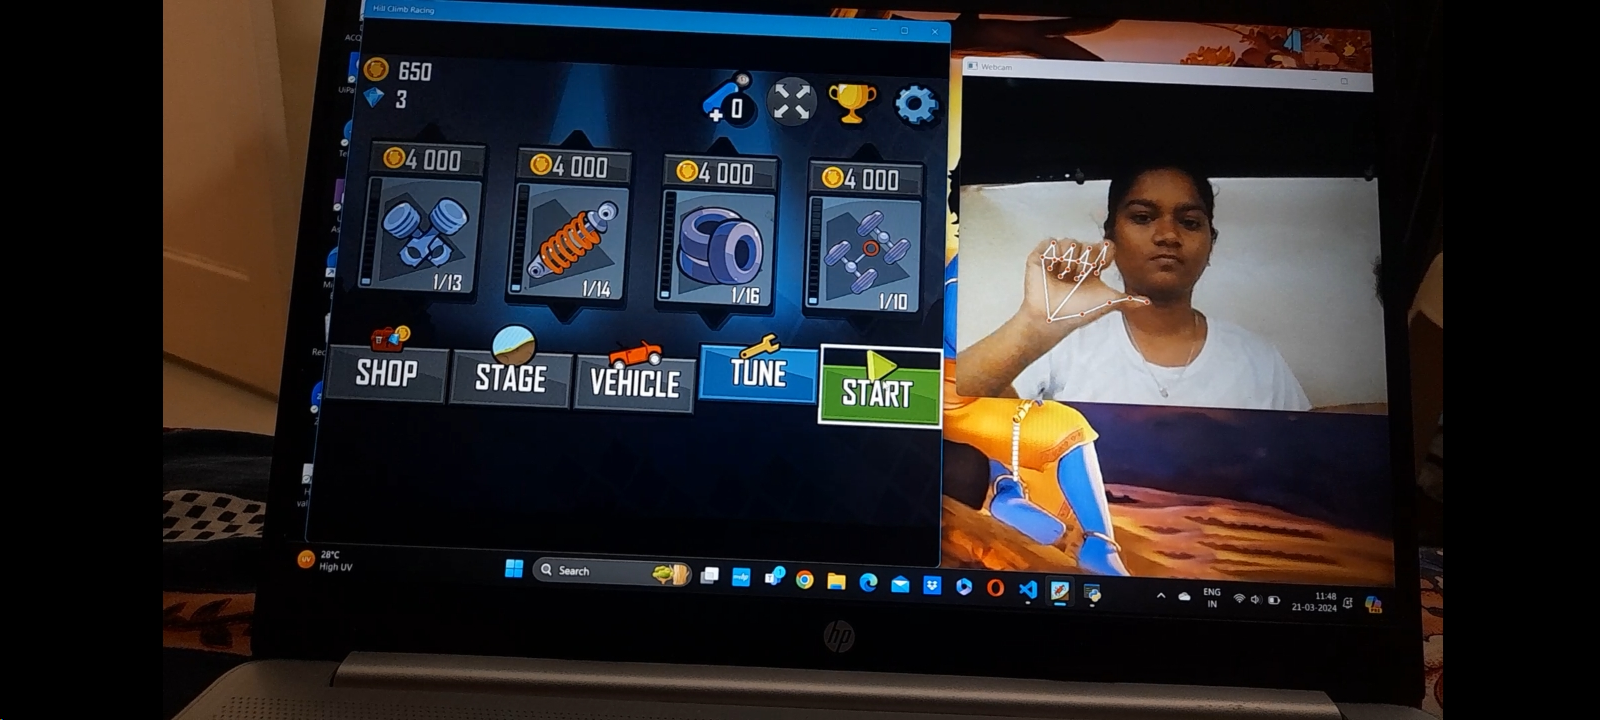 Hill Climb Racing
650
3
0
4 000
4 000
4 000
4 000
1/13
1/14
1/16
1/10
SHOP
STAGE
VEHICLE
TUNE
START
Webcam
28°C
High UV
Search
ENG
IN
11:48
21-03-2024
hp